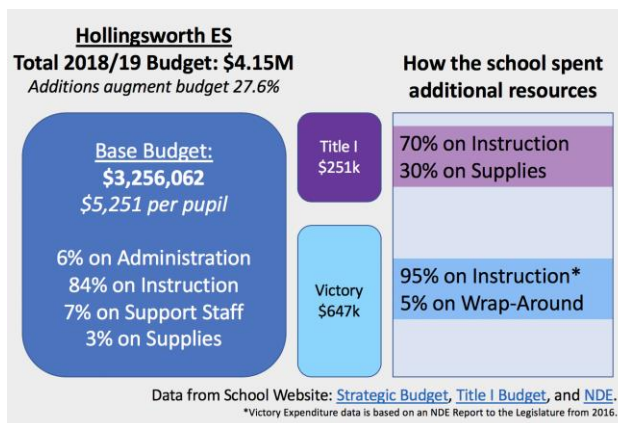 Hollingsworth ES
Total 2018/19 Budget: $4.15M
Additions augment budget 27.6%
How the school spent
additional resources
Base Budget:
$3,256,062
$5,251 per pupil
6% on Administration
84% on Instruction
7% on Support Staff
3% on Supplies
Title I
$251k
70% on Instruction
30% on Supplies
Victory
$647k
95% on Instruction*
5% on Wrap-Around
Data from School Website: Strategic Budget, Title I Budget, and NDE.
*Victory Expenditure data is based on an NDE Report to the Legislature from 2016.